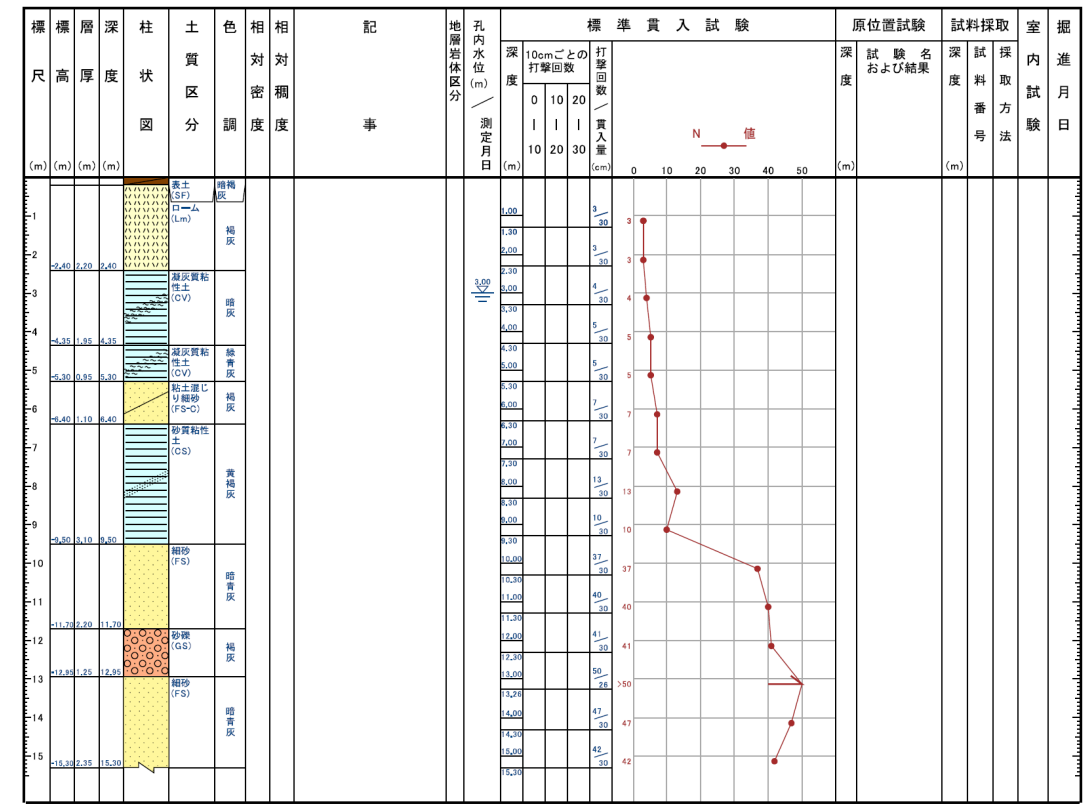 標尺 (m)
標高 (m)
層厚 (m)
深度 (m)
柱状図
土質区分
色調
相対密度
相対稠度
記事
地層岩体区分
孔内水位(m)／測定月日
標準貫入試験
深度 (m)
10cmごとの
打撃回数
0 10 20
| | |
10 20 30
打撃回数／貫入量 (cm)
N 値
0 10 20 30 40 50
原位置試験
深度 (m)
試験名
および結果
試料採取
深度 (m)
試料番号
採取方法
室内試験
掘進月日
表土
(SF)
暗褐
灰
ローム
(Lm)
褐
灰
-2.40 2.20 2.40
凝灰質粘
性土
(CV)
暗
灰
-4.35 1.95 4.35
凝灰質粘
性土
(CV)
緑
青
灰
-5.30 0.95 5.30
粘土混じ
り細砂
(FS-C)
褐
灰
-6.40 1.10 6.40
砂質粘性
土
(CS)
黄
褐
灰
-9.50 3.10 9.50
細砂
(FS)
暗
青
灰
-11.70 2.20 11.70
砂礫
(GS)
褐
灰
-12.95 1.25 12.95
細砂
(FS)
暗
青
灰
-15.30 2.35 15.30
1
2
3
4
5
6
7
8
9
10
11
12
13
14
15
3.00
1.00 3
1.30 30
2.00 3
2.30 30
3.00 4
3.30 30
4.00 5
4.30 30
5.00 5
5.30 30
6.00 7
6.30 30
7.00 7
7.30 30
8.00 13
8.30 30
9.00 10
9.30 30
10.00 37
10.30 30
11.00 40
11.30 30
12.00 41
12.30 30
13.00 50
13.26 26
14.00 47
14.30 30
15.00 42
15.30 30
3
3
4
5
5
7
7
13
10
37
40
41
>50
47
42